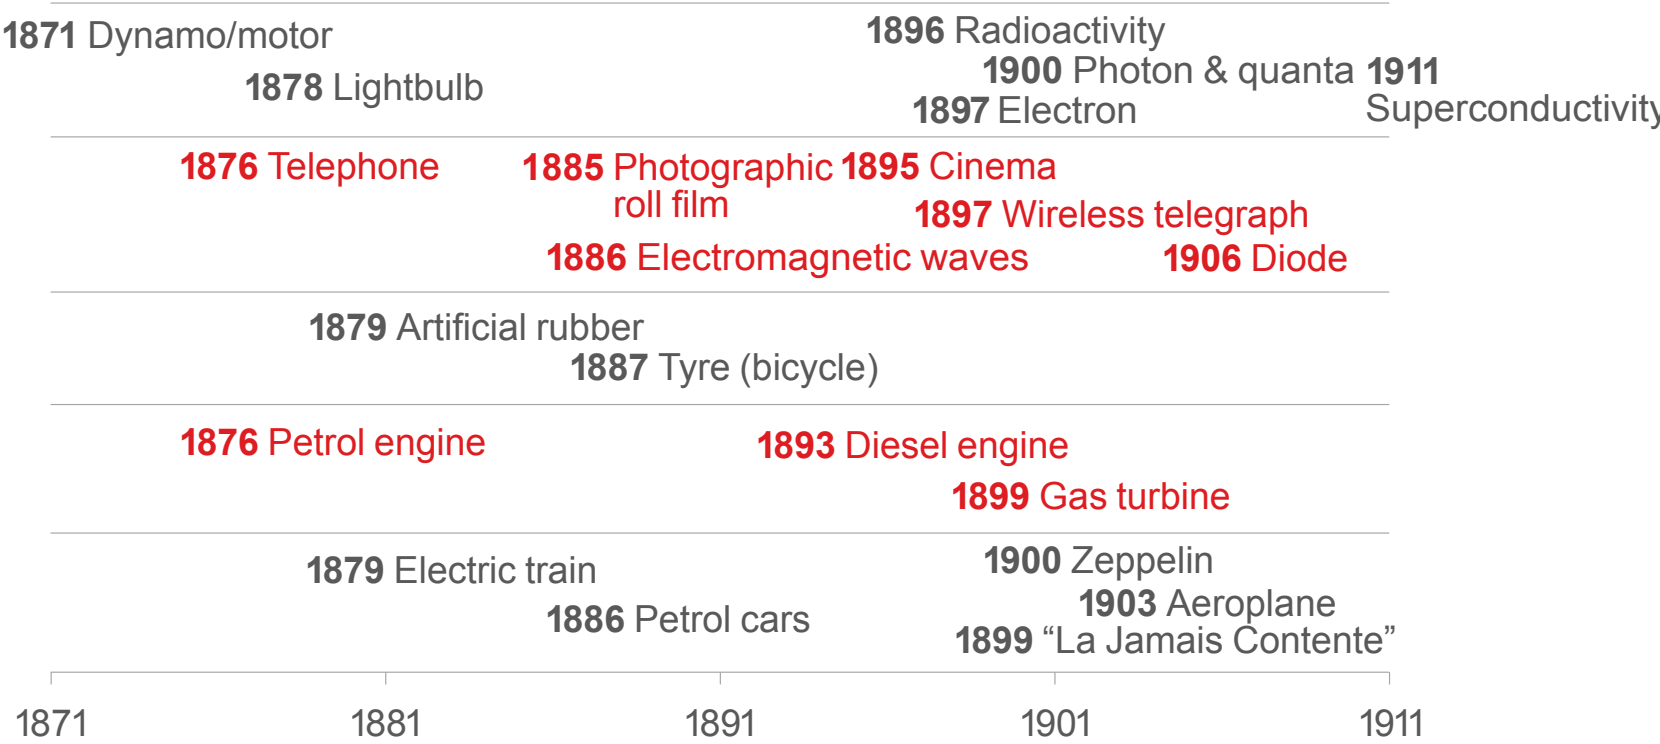 1871 Dynamo/motor
1896 Radioactivity
1878 Lightbulb
1900 Photon & quanta
1911
Superconductivity
1897 Electron
1876 Telephone
1885 Photographic
roll film
1895 Cinema
1897 Wireless telegraph
1886 Electromagnetic waves
1906 Diode
1879 Artificial rubber
1887 Tyre (bicycle)
1876 Petrol engine
1893 Diesel engine
1899 Gas turbine
1879 Electric train
1900 Zeppelin
1886 Petrol cars
1903 Aeroplane
1899 “La Jamais Contente”
1871 1881 1891 1901 1911